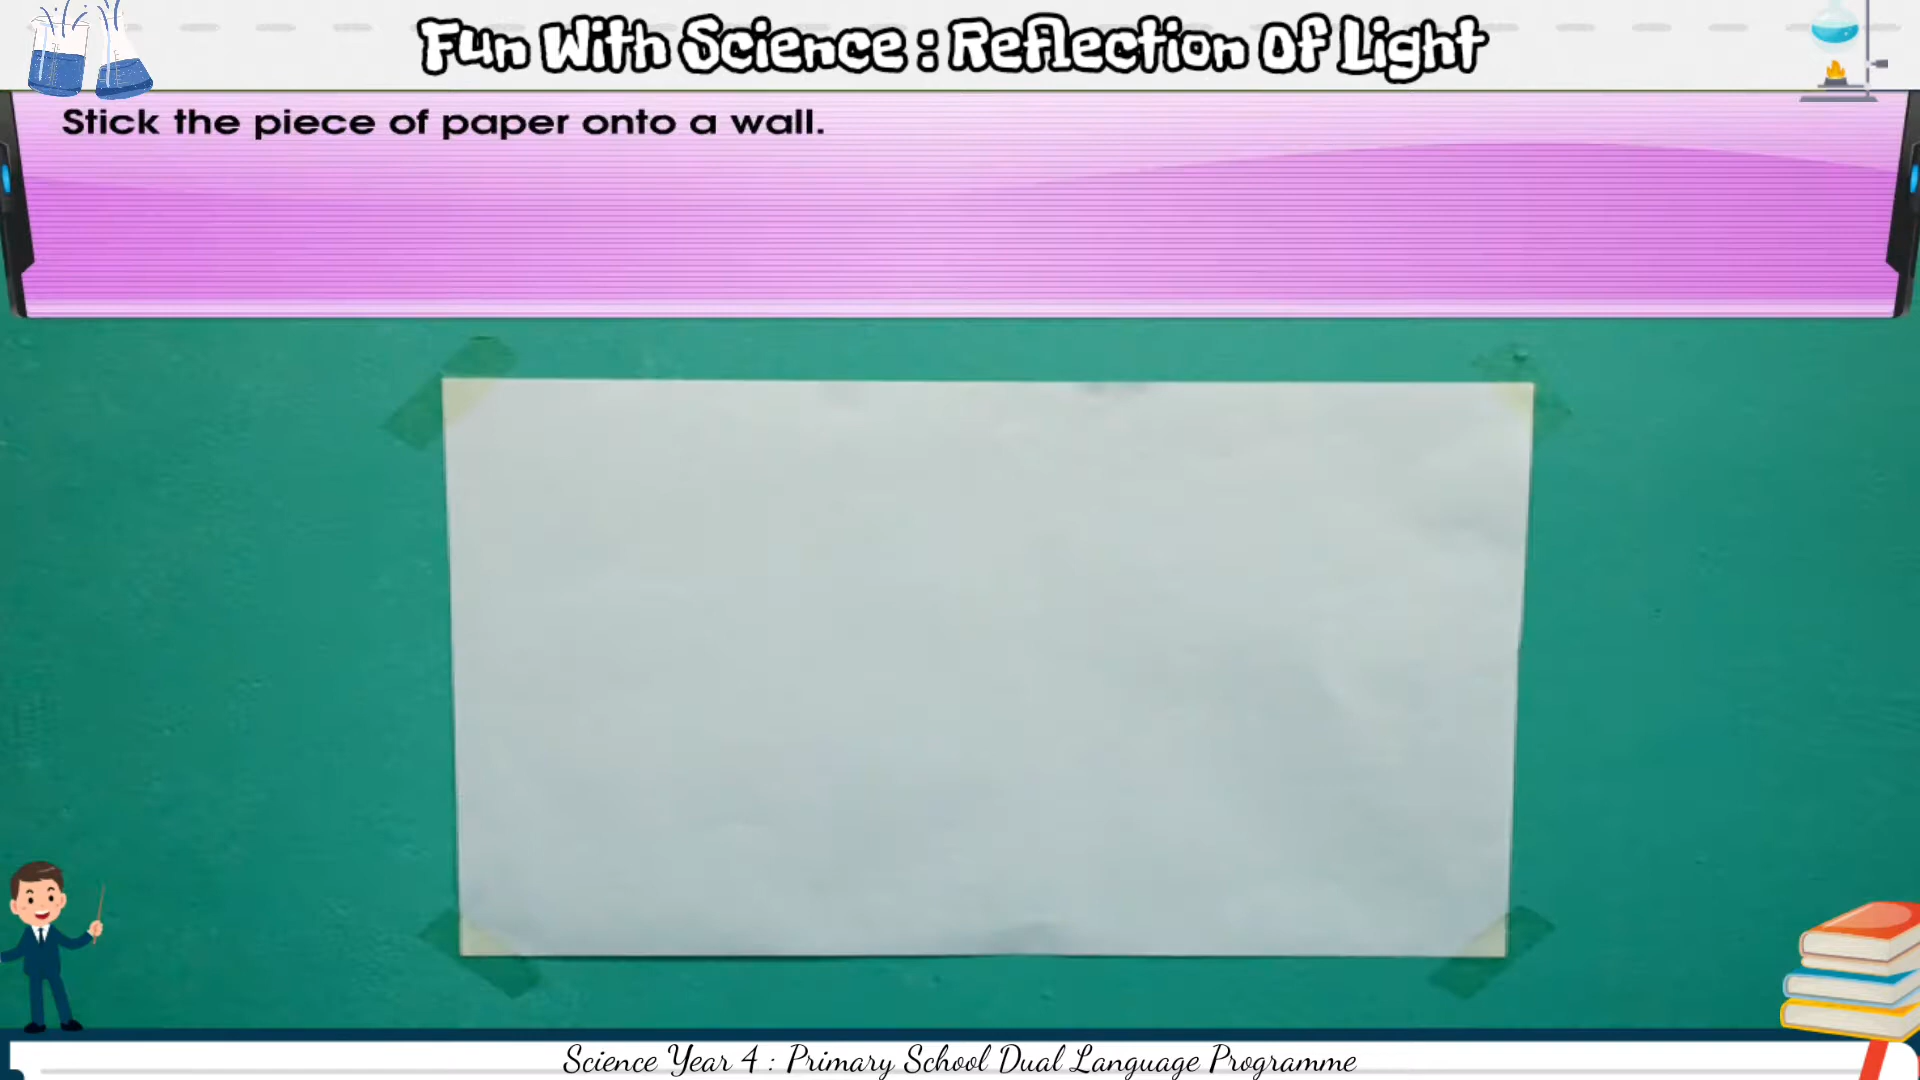 Fun With Science : Reflection Of Light
Stick the piece of paper onto a wall.
Science Year 4 : Primary School Dual Language Programme